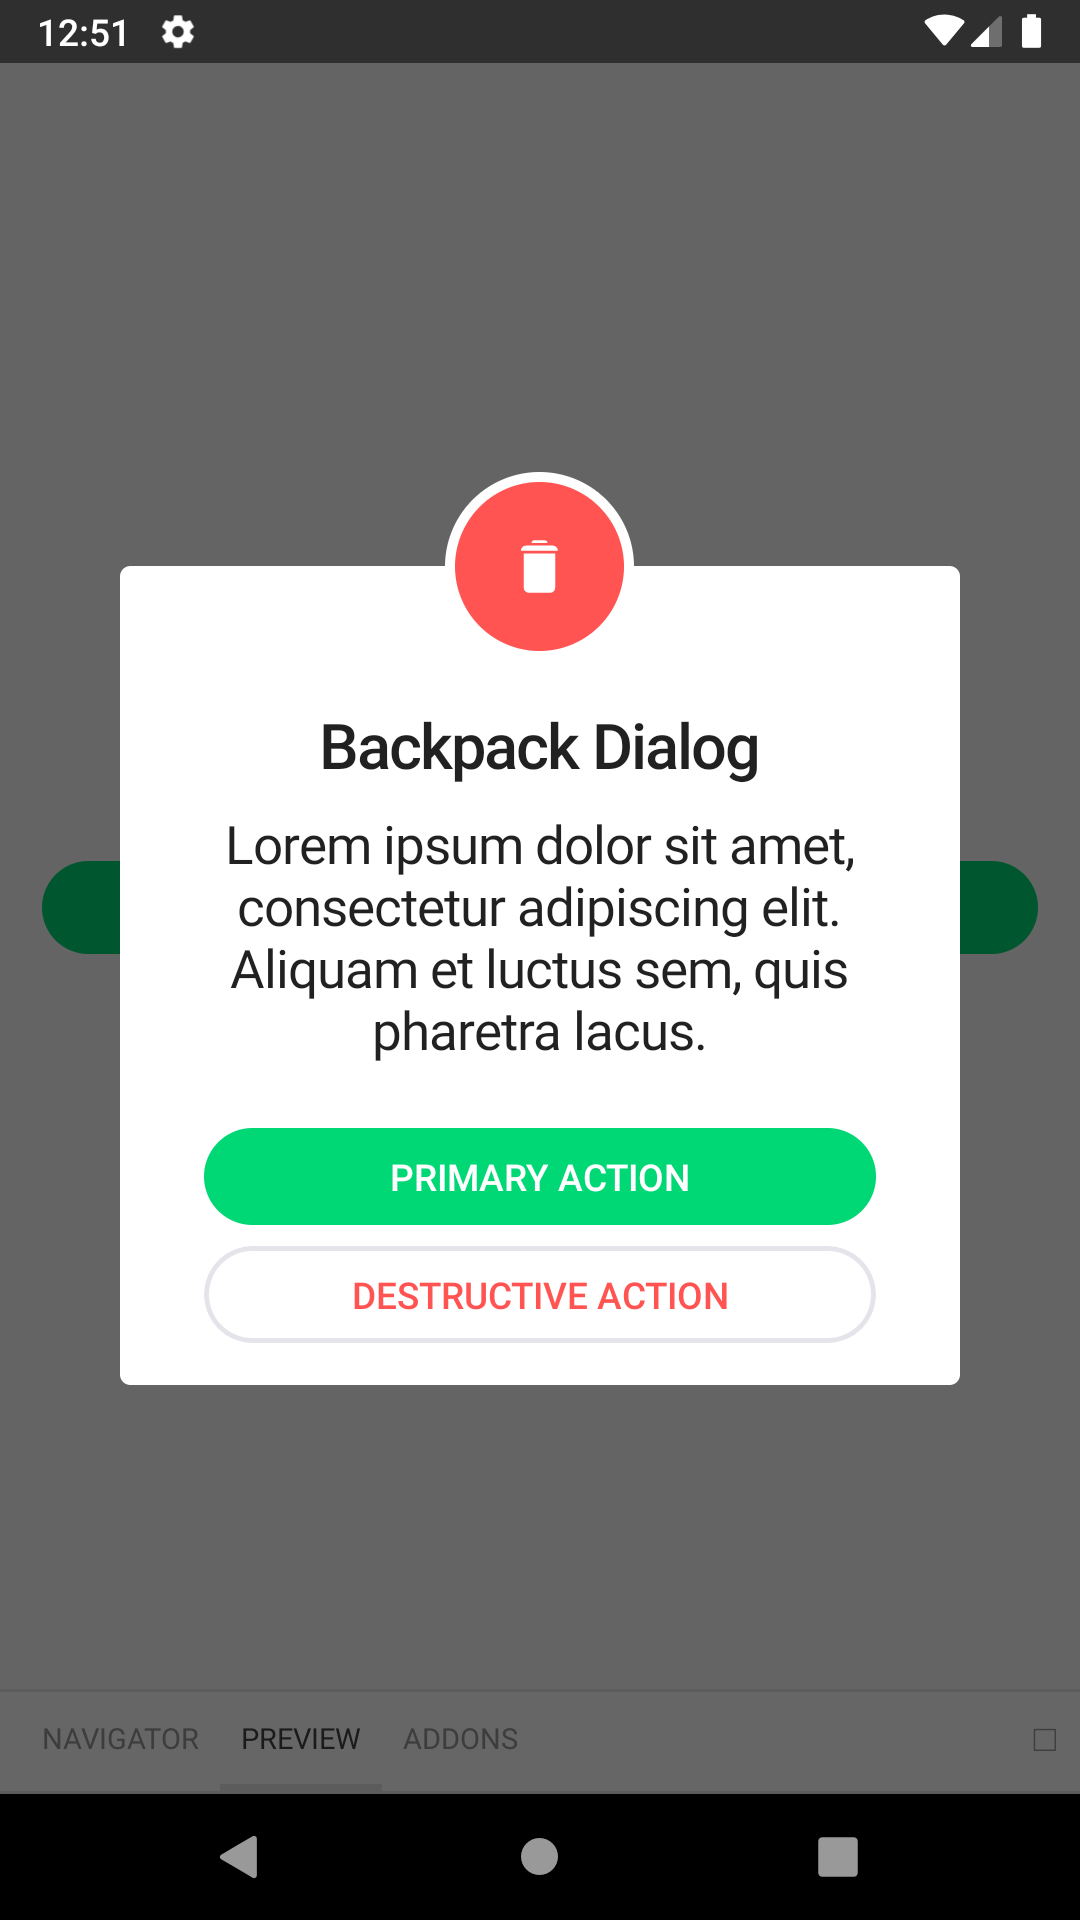 12:51
Backpack Dialog
Lorem ipsum dolor sit amet,
consectetur adipiscing elit.
Aliquam et luctus sem, quis
pharetra lacus.
PRIMARY ACTION
DESTRUCTIVE ACTION
NAVIGATOR PREVIEW ADDONS